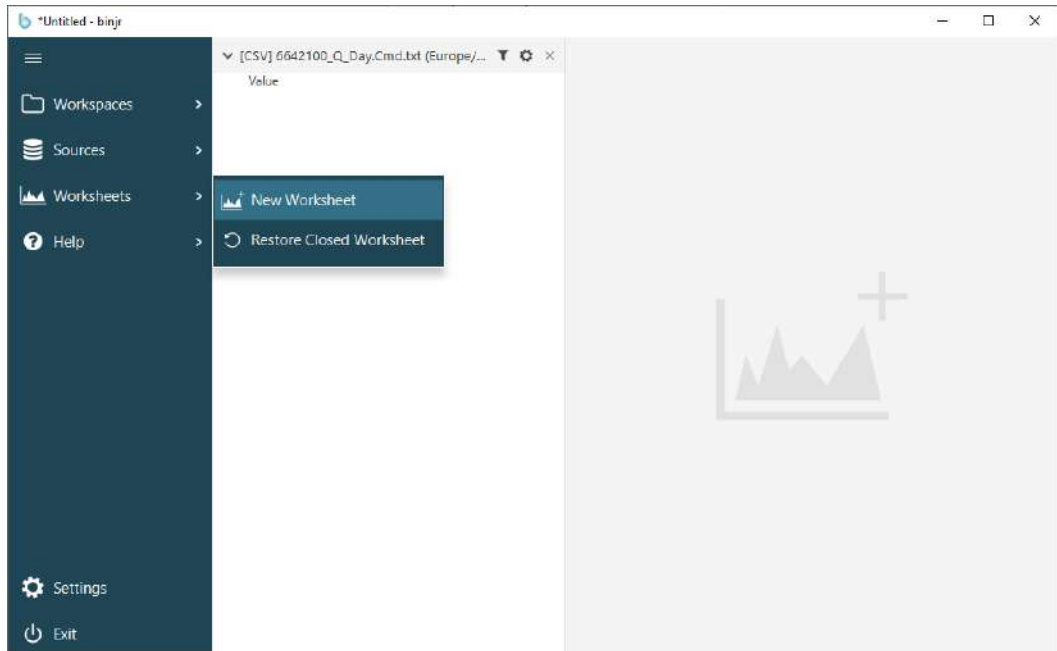 *Untitled - binjr
[CSV] 6642100_Q_Day.Cmd.txt (Europe/...
Value
Workspaces
Sources
Worksheets
New Worksheet
Restore Closed Worksheet
Help
Settings
Exit